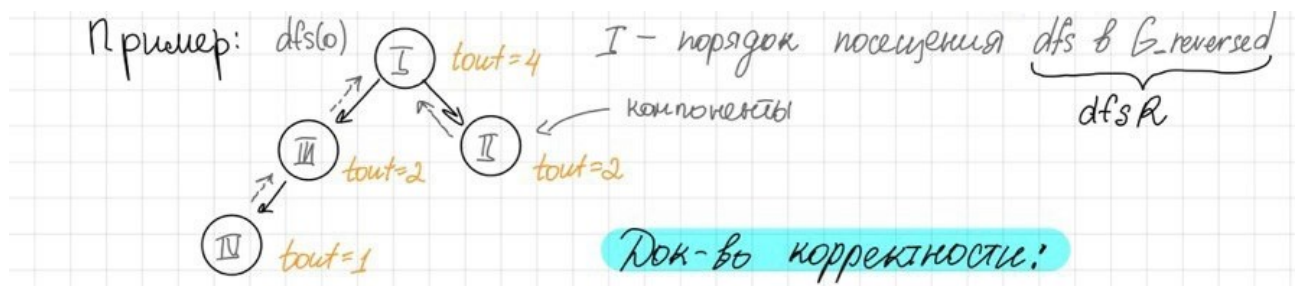 Пример: dfs(0) I tout=4 I - порядок посещения dfs в G_reversed
компоненты dfsR
III tout=2 II tout=2
IV tout=1
Док-во корректности: